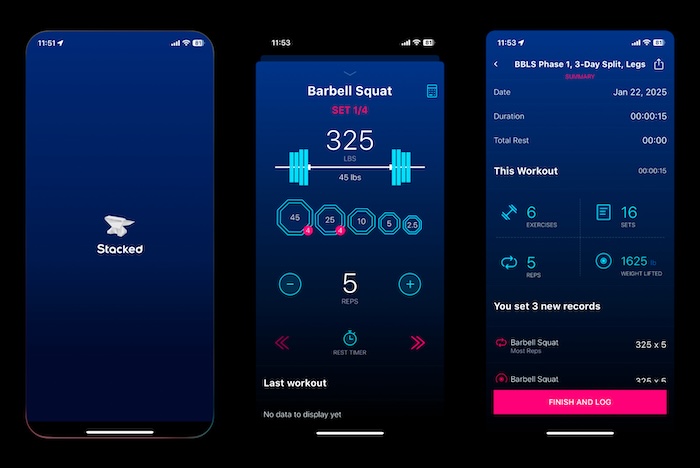 11:51
61
Stacked
11:53
61
Barbell Squat
SET 1/4
325
LBS
45 lbs
45
4
25
4
10
5
2.5
5
REPS
REST TIMER
Last workout
No data to display yet
11:53
61
BBLS Phase 1, 3-Day Split, Legs
SUMMARY
Date Jan 22, 2025
Duration 00:00:15
Total Rest 00:00
This Workout 00:00:15
6
EXERCISES
16
SETS
5
REPS
1625 lb
WEIGHT LIFTED
You set 3 new records
Barbell Squat
Most Reps
325 x 5
Barbell Squat 325 x 5
FINISH AND LOG